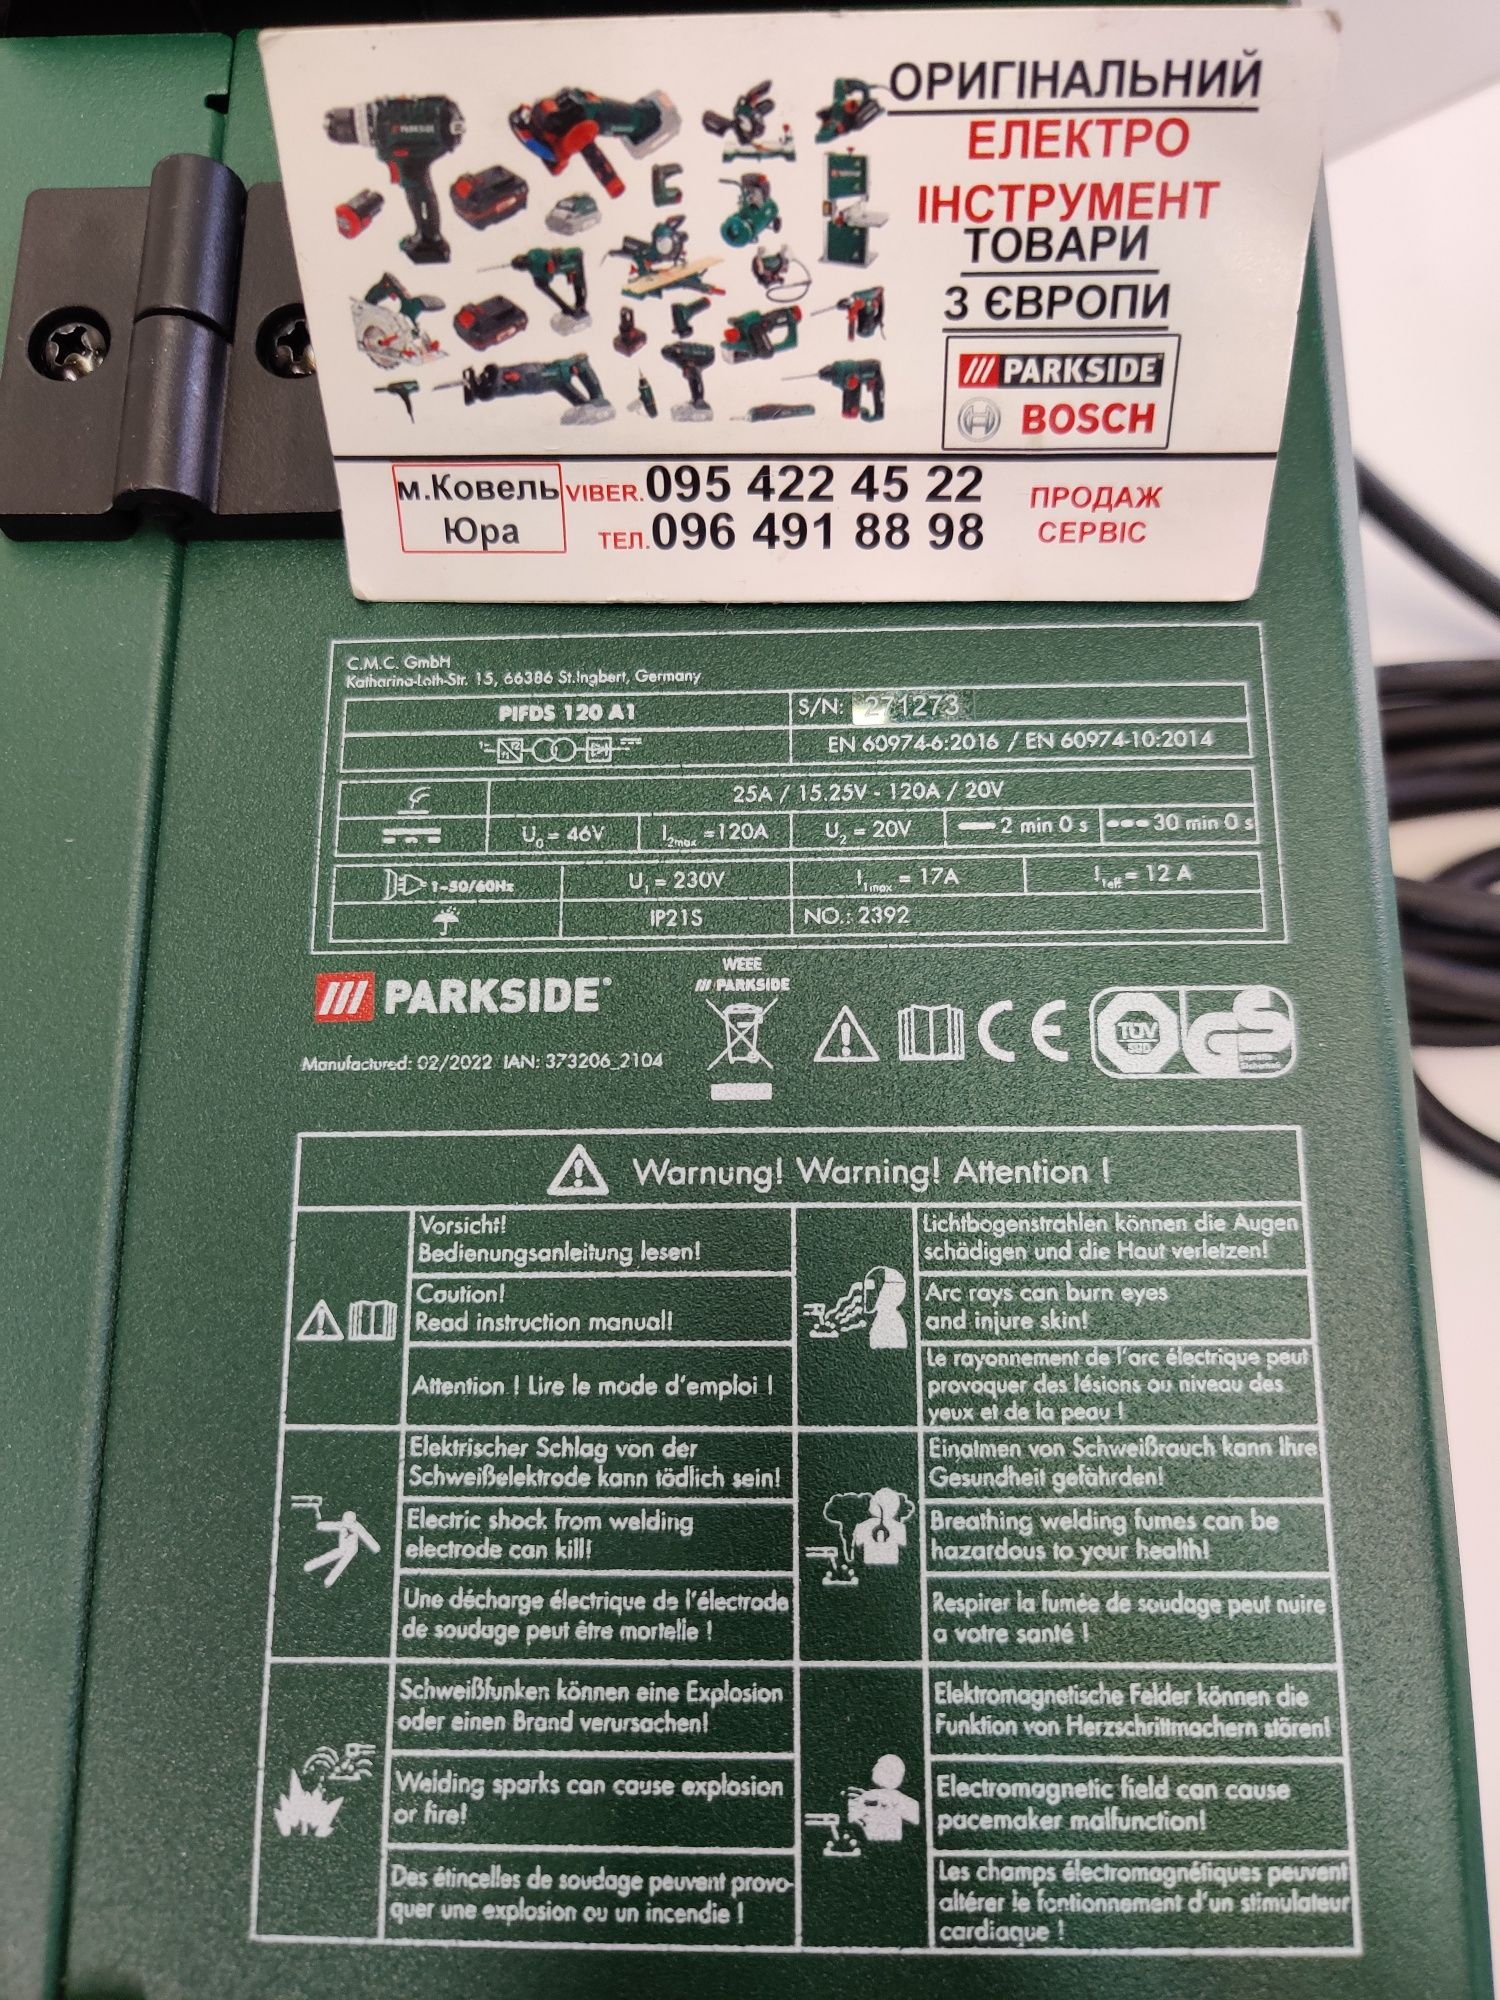 ОРИГІНАЛЬНИЙ
ЕЛЕКТРО
ІНСТРУМЕНТ
ТОВАРИ
З ЄВРОПИ
/// PARKSIDE
BOSCH
м.Ковель
Юра
VIBER. 095 422 45 22
ТЕЛ. 096 491 88 98
ПРОДАЖ
СЕРВІС
C.M.C. GmbH
Katharina-Loth-Str. 15, 66386 St.Ingbert, Germany
PIFDS 120 A1
S/N: 271273
EN 60974-6:2016 / EN 60974-10:2014
25A / 15.25V - 120A / 20V
U0 = 46V I2max =120A U2 = 20V 2 min 0 s 30 min 0 s
1~50/60Hz U1 = 230V I1max = 17A I1eff = 12 A
IP21S NO.: 2392
/// PARKSIDE®
WEEE
/// PARKSIDE
CE
TÜV
SÜD
GS
geprüfte
Sicherheit
Manufactured: 02/2022 IAN: 373206_2104
Warnung! Warning! Attention !
Vorsicht!
Bedienungsanleitung lesen!
Caution!
Read instruction manual!
Attention ! Lire le mode d'emploi !
Lichtbogenstrahlen können die Augen
schädigen und die Haut verletzen!
Arc rays can burn eyes
and injure skin!
Le rayonnement de l'arc électrique peut
provoquer des lésions au niveau des
yeux et de la peau !
Elektrischer Schlag von der
Schweißelektrode kann tödlich sein!
Electric shock from welding
electrode can kill!
Une décharge électrique de l'électrode
de soudage peut être mortelle !
Einatmen von Schweißrauch kann Ihre
Gesundheit gefährden!
Breathing welding fumes can be
hazardous to your health!
Respirer la fumée de soudage peut nuire
a votre santé !
Schweißfunken können eine Explosion
oder einen Brand verursachen!
Welding sparks can cause explosion
or fire!
Des étincelles de soudage peuvent provo-
quer une explosion ou un incendie !
Elektromagnetische Felder können die
Funktion von Herzschrittmachern stören!
Electromagnetic field can cause
pacemaker malfunction!
Les champs électromagnétiques peuvent
altérer le fontionnement d'un stimulateur
cardiaque !